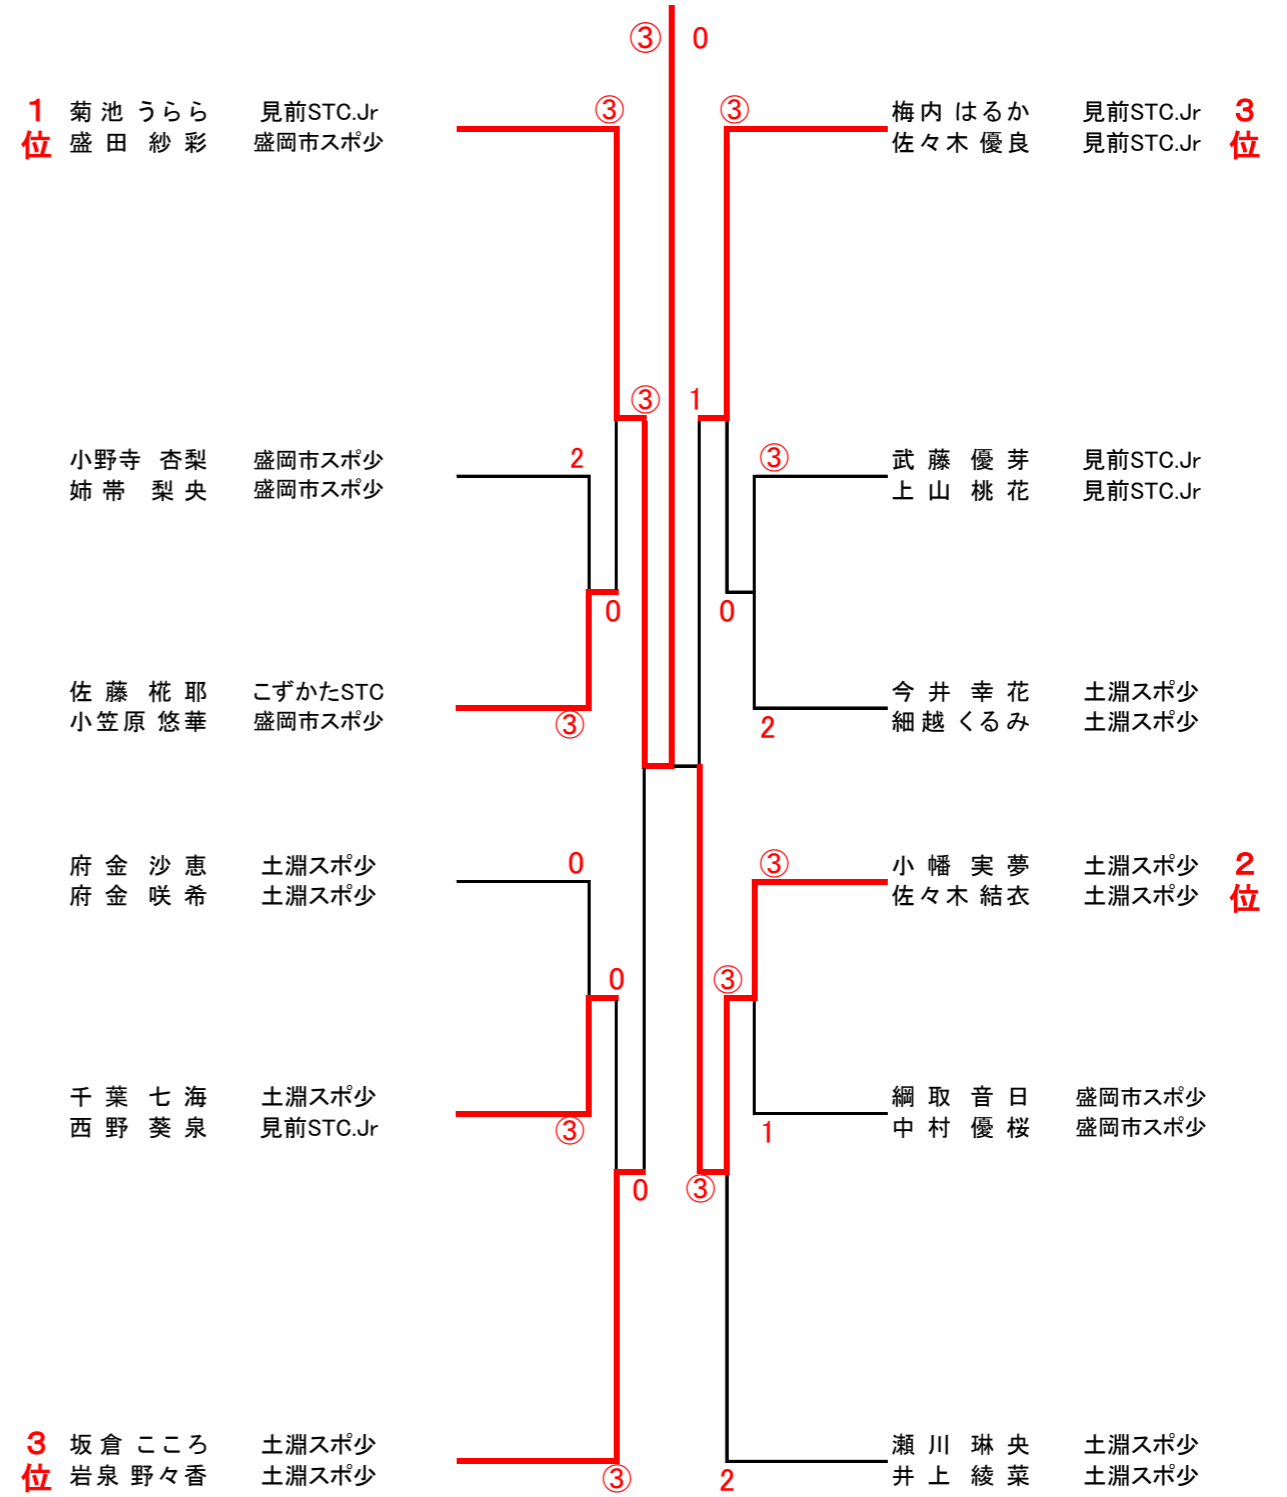 ③ 0
1位 菊池 うらら 見前STC.Jr
盛田 紗彩 盛岡市スポ少
③
③
梅内 はるか 見前STC.Jr 3位
佐々木 優良 見前STC.Jr
③
1
小野寺 杏梨 盛岡市スポ少
姉帯 梨央 盛岡市スポ少
2
③
武藤 優芽 見前STC.Jr
上山 桃花 見前STC.Jr
0
0
佐藤 椛耶 こずかたSTC
小笠原 悠華 盛岡市スポ少
③
2
今井 幸花 土淵スポ少
細越 くるみ 土淵スポ少
府金 沙恵 土淵スポ少
府金 咲希 土淵スポ少
0
③
小幡 実夢 土淵スポ少 2位
佐々木 結衣 土淵スポ少
0
③
千葉 七海 土淵スポ少
西野 葵泉 見前STC.Jr
③
1
綱取 音日 盛岡市スポ少
中村 優桜 盛岡市スポ少
0
③
3位 坂倉 こころ 土淵スポ少
岩泉 野々香 土淵スポ少
③
2
瀬川 琳央 土淵スポ少
井上 綾菜 土淵スポ少